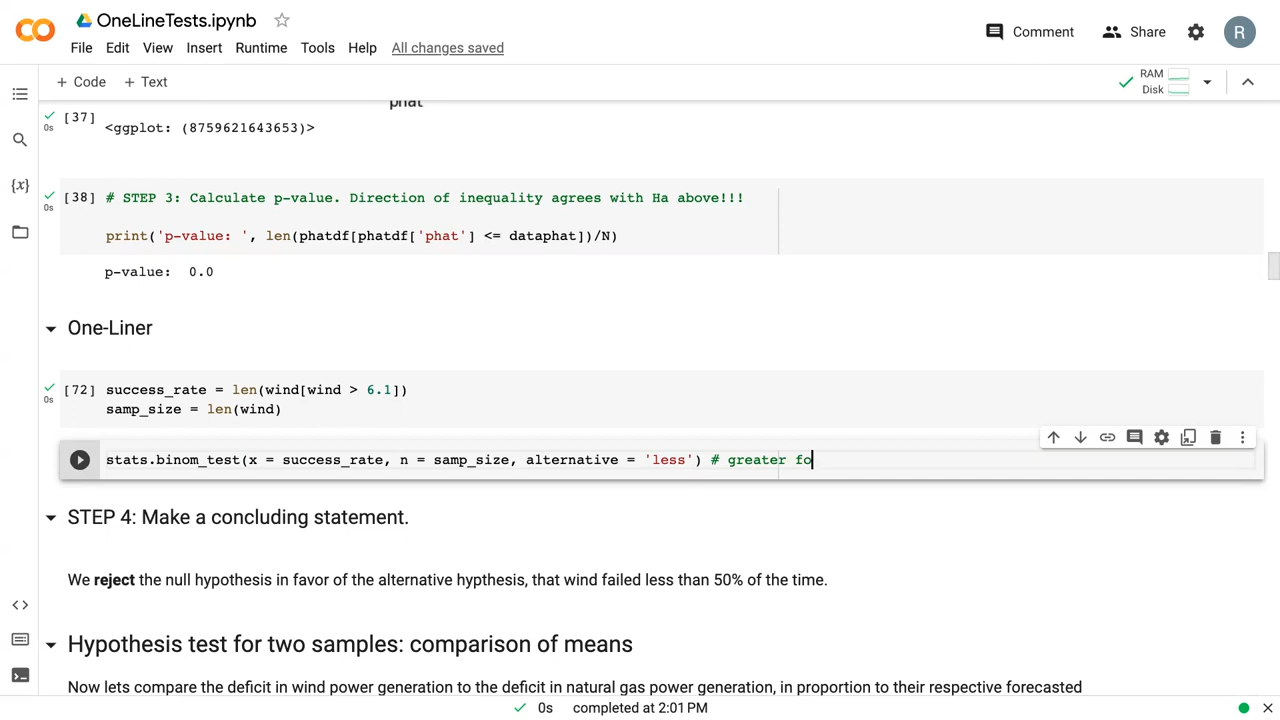 OneLineTests.ipynb
Comment
Share
R
File Edit View Insert Runtime Tools Help All changes saved
+ Code + Text
RAM
Disk
phat
[37]
0s
<ggplot: (8759621643653)>
[38] # STEP 3: Calculate p-value. Direction of inequality agrees with Ha above!!!
0s
print('p-value: ', len(phatdf[phatdf['phat'] <= dataphat])/N)
p-value: 0.0
One-Liner
[72] success_rate = len(wind[wind > 6.1])
0s
samp_size = len(wind)
stats.binom_test(x = success_rate, n = samp_size, alternative = 'less') # greater fo
STEP 4: Make a concluding statement.
We reject the null hypothesis in favor of the alternative hypthesis, that wind failed less than 50% of the time.
Hypothesis test for two samples: comparison of means
Now lets compare the deficit in wind power generation to the deficit in natural gas power generation, in proportion to their respective forecasted
0s completed at 2:01 PM